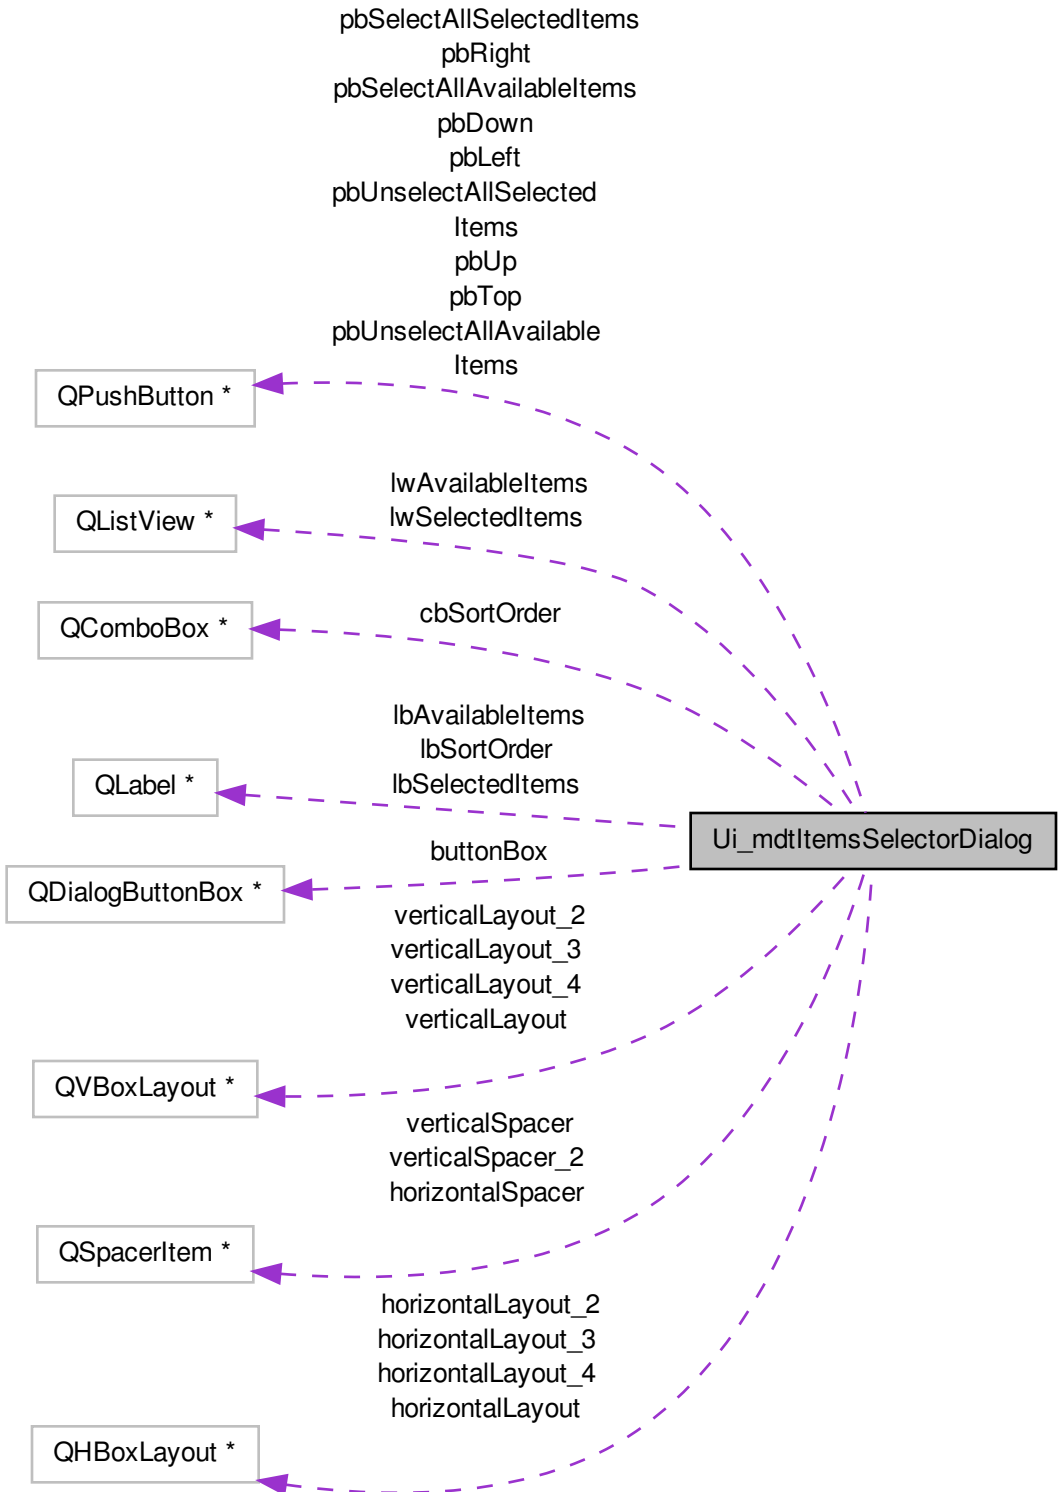 pbSelectAllSelectedItems
pbRight
pbSelectAllAvailableItems
pbDown
pbLeft
pbUnselectAllSelected
Items
pbUp
pbTop
pbUnselectAllAvailable
Items
QPushButton *
lwAvailableItems
lwSelectedItems
QListView *
cbSortOrder
QComboBox *
lbAvailableItems
lbSortOrder
lbSelectedItems
QLabel *
Ui_mdtItemsSelectorDialog
buttonBox
QDialogButtonBox *
verticalLayout_2
verticalLayout_3
verticalLayout_4
verticalLayout
QVBoxLayout *
verticalSpacer
verticalSpacer_2
horizontalSpacer
QSpacerItem *
horizontalLayout_2
horizontalLayout_3
horizontalLayout_4
horizontalLayout
QHBoxLayout *